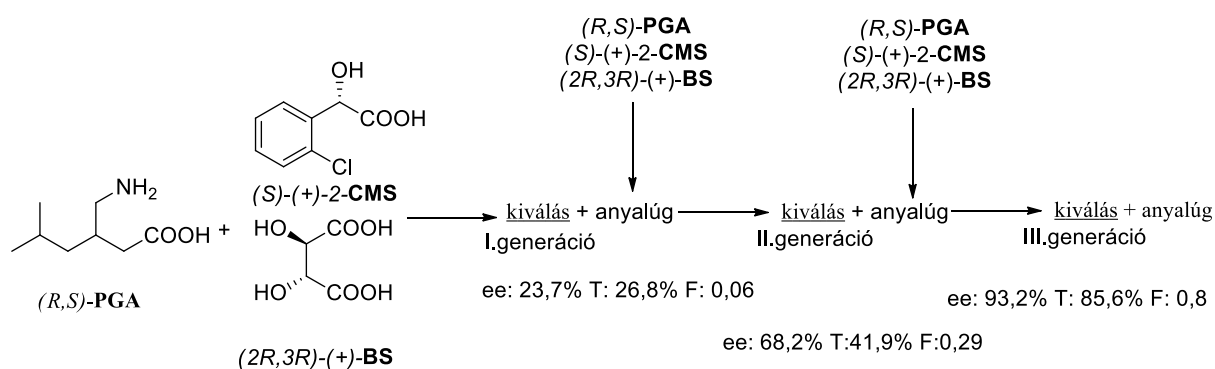 (R,S)-PGA
(S)-(+)-2-CMS
(2R,3R)-(+)-BS
(R,S)-PGA
(S)-(+)-2-CMS
(2R,3R)-(+)-BS
OH
COOH
Cl
(S)-(+)-2-CMS
NH2
COOH
+
(R,S)-PGA
HO
COOH
HO
COOH
(2R,3R)-(+)-BS
kiválás + anyalúg
I.generáció
kiválás + anyalúg
II.generáció
kiválás + anyalúg
III.generáció
ee: 23,7% T: 26,8% F: 0,06
ee: 93,2% T: 85,6% F: 0,8
ee: 68,2% T:41,9% F:0,29